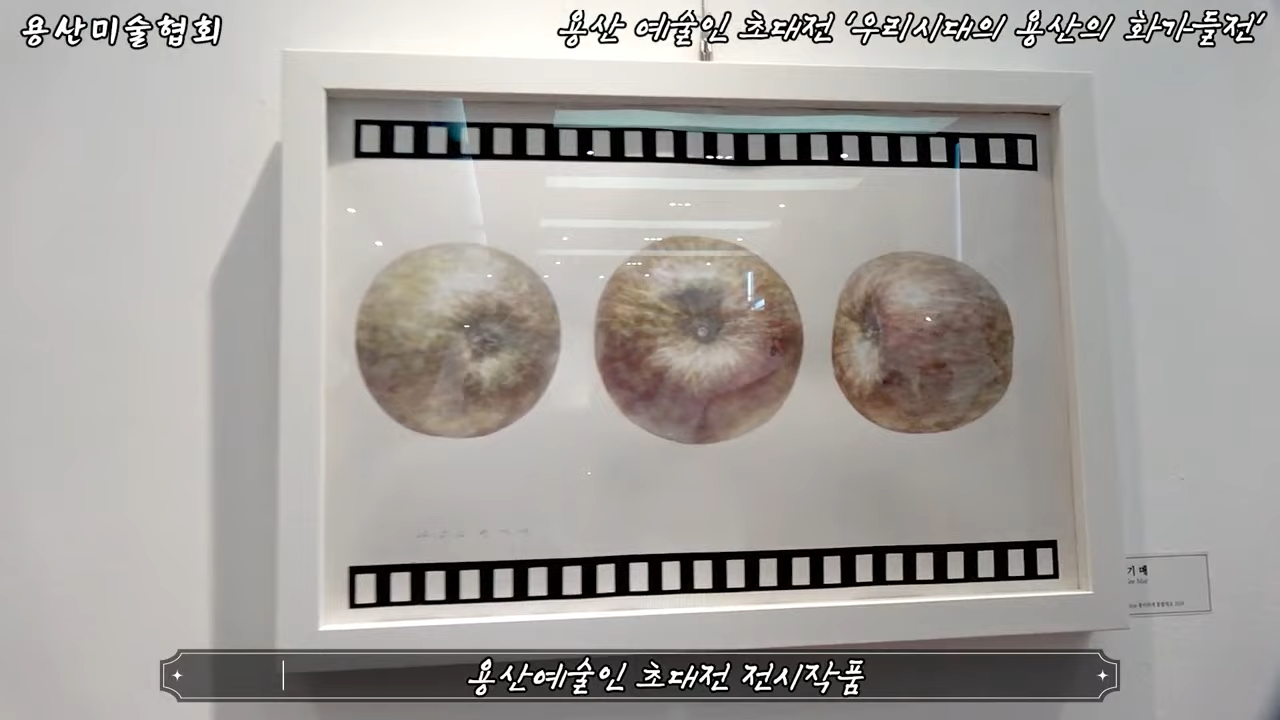 용산미술협회
용산 예술인 초대전 '우리시대의 용산의 화가들전'
기 매
용산예술인 초대전 전시작품